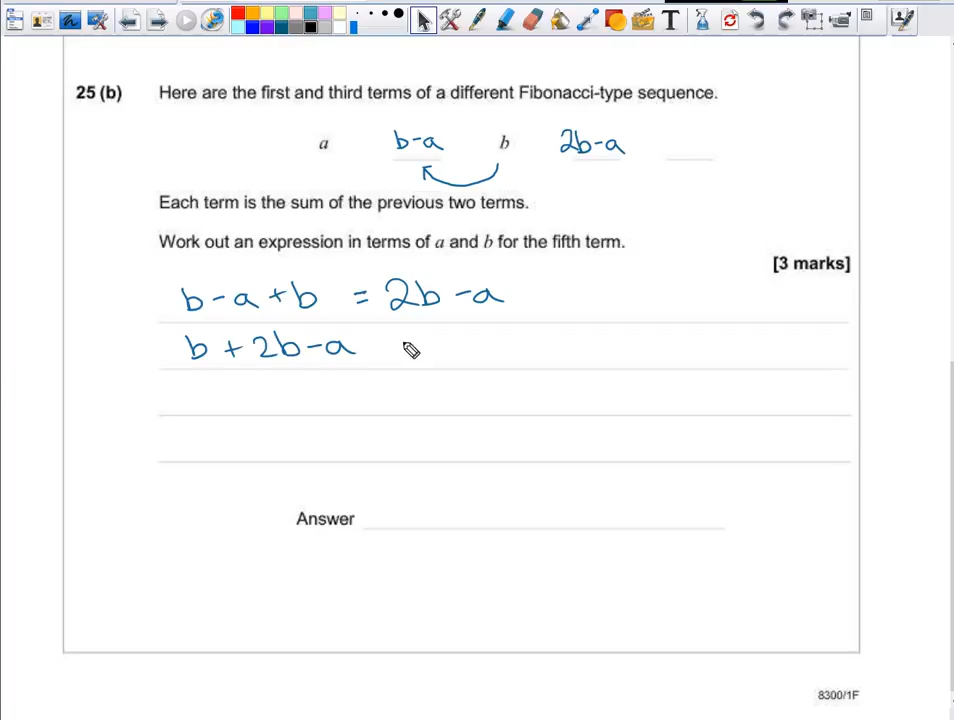 T
25 (b) Here are the first and third terms of a different Fibonacci-type sequence.
a b-a b 2b-a
Each term is the sum of the previous two terms.
Work out an expression in terms of a and b for the fifth term.
[3 marks]
b-a+b = 2b-a
b + 2b-a
Answer
8300/1F